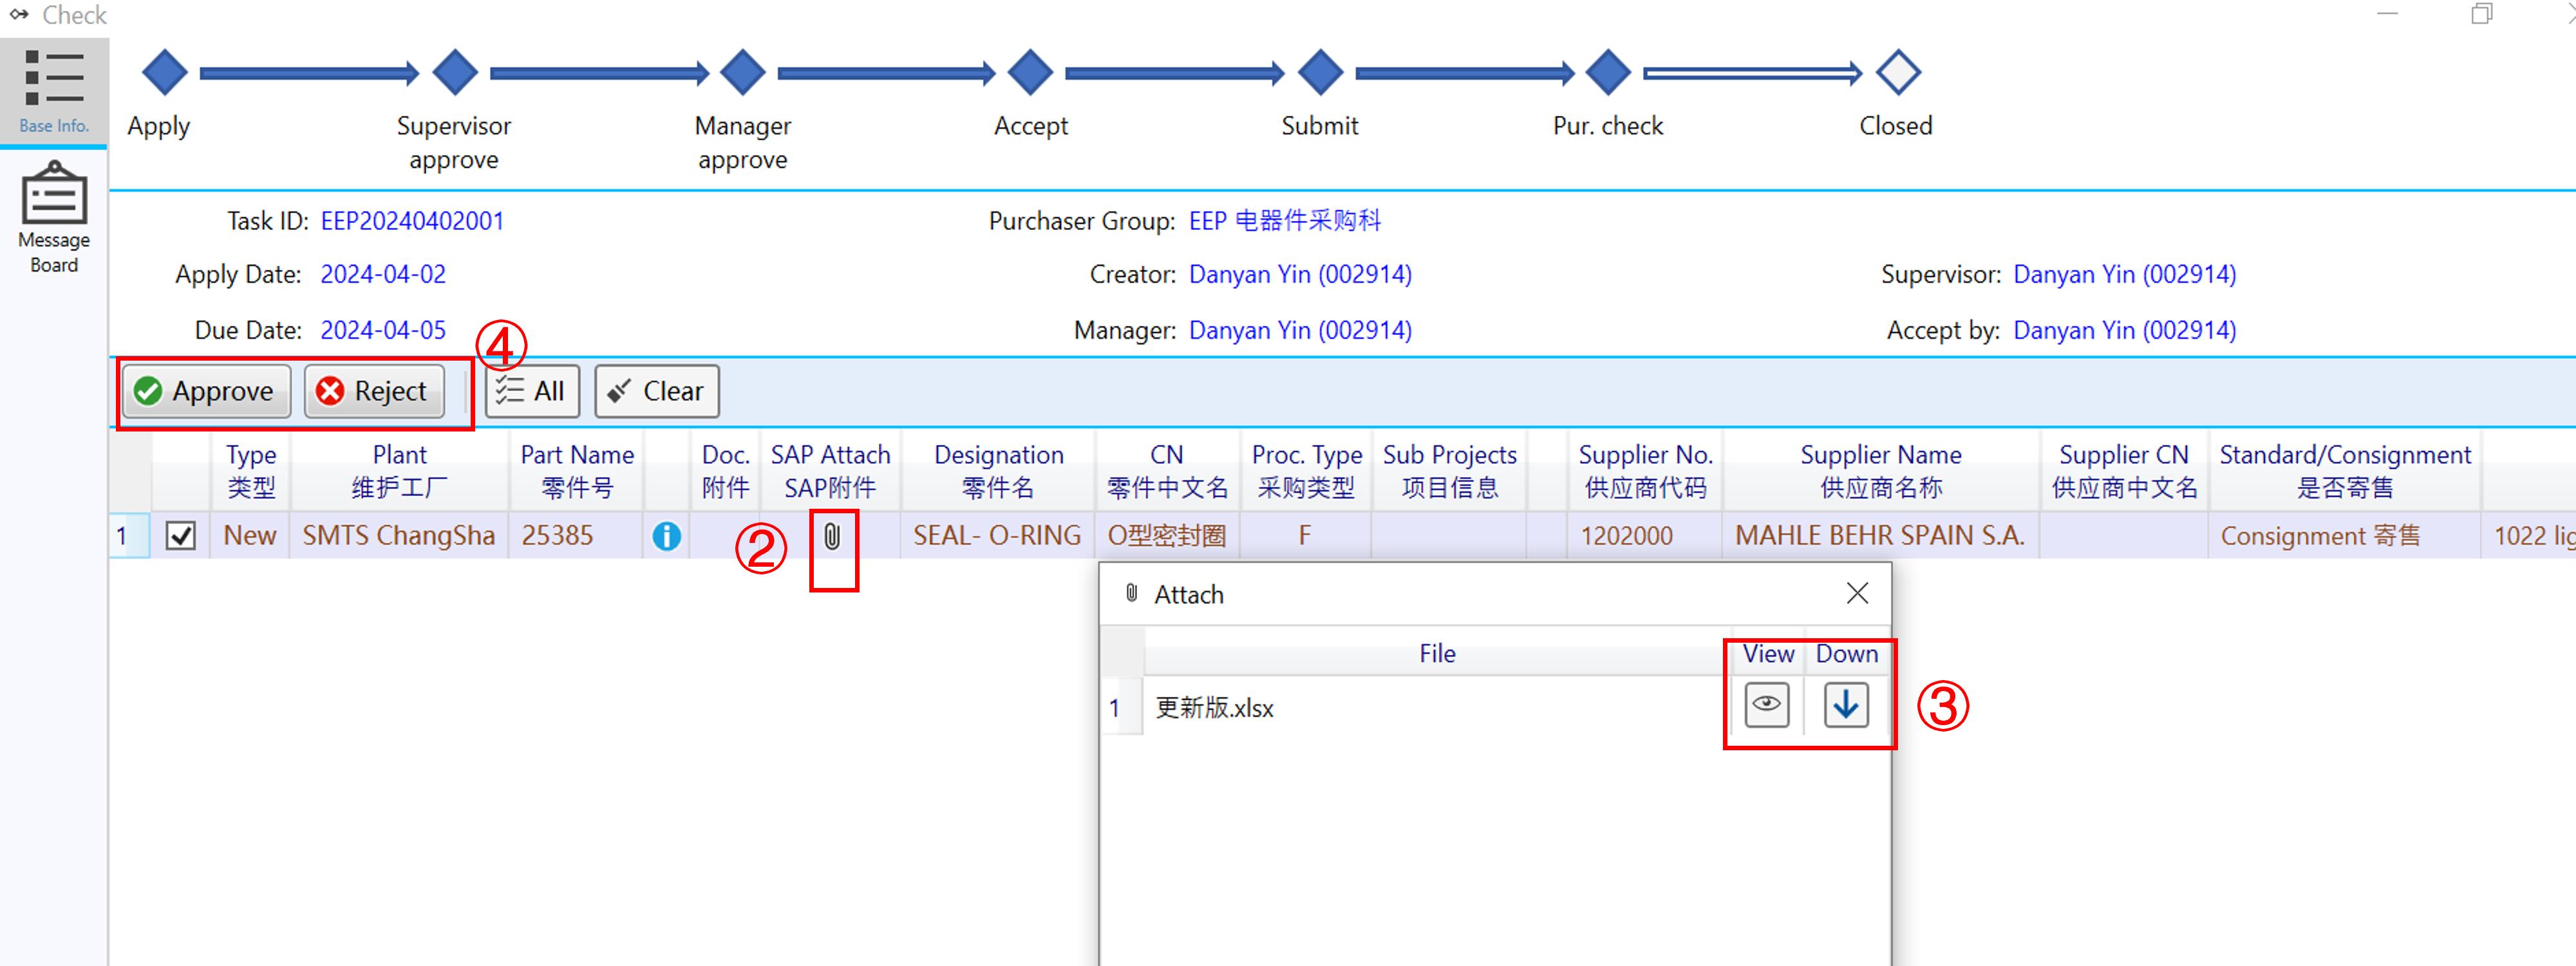 Check
Base Info.
Message
Board
Apply
Supervisor
approve
Manager
approve
Accept
Submit
Pur. check
Closed
Task ID: EEP20240402001
Purchaser Group: EEP 电器件采购科
Apply Date: 2024-04-02
Creator: Danyan Yin (002914)
Supervisor: Danyan Yin (002914)
Due Date: 2024-04-05
Manager: Danyan Yin (002914)
Accept by: Danyan Yin (002914)
④
Approve
Reject
All
Clear
Type
类型
Plant
维护工厂
Part Name
零件号
Doc.
附件
SAP Attach
SAP附件
Designation
零件名
CN
零件中文名
Proc. Type
采购类型
Sub Projects
项目信息
Supplier No.
供应商代码
Supplier Name
供应商名称
Supplier CN
供应商中文名
Standard/Consignment
是否寄售
1 New SMTS ChangSha 25385 SEAL- O-RING O型密封圈 F 1202000 MAHLE BEHR SPAIN S.A. Consignment 寄售 1022 lig
②
Attach
File View Down
1 更新版.xlsx
③